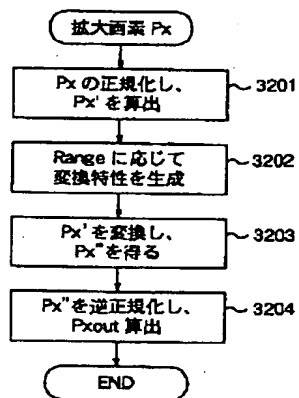 拡大画素 Px
Px の正規化し、
Px' を算出
3201
Range に応じて
変換特性を生成
3202
Px' を変換し、
Px" を得る
3203
Px" を逆正規化し、
Pxout 算出
3204
END